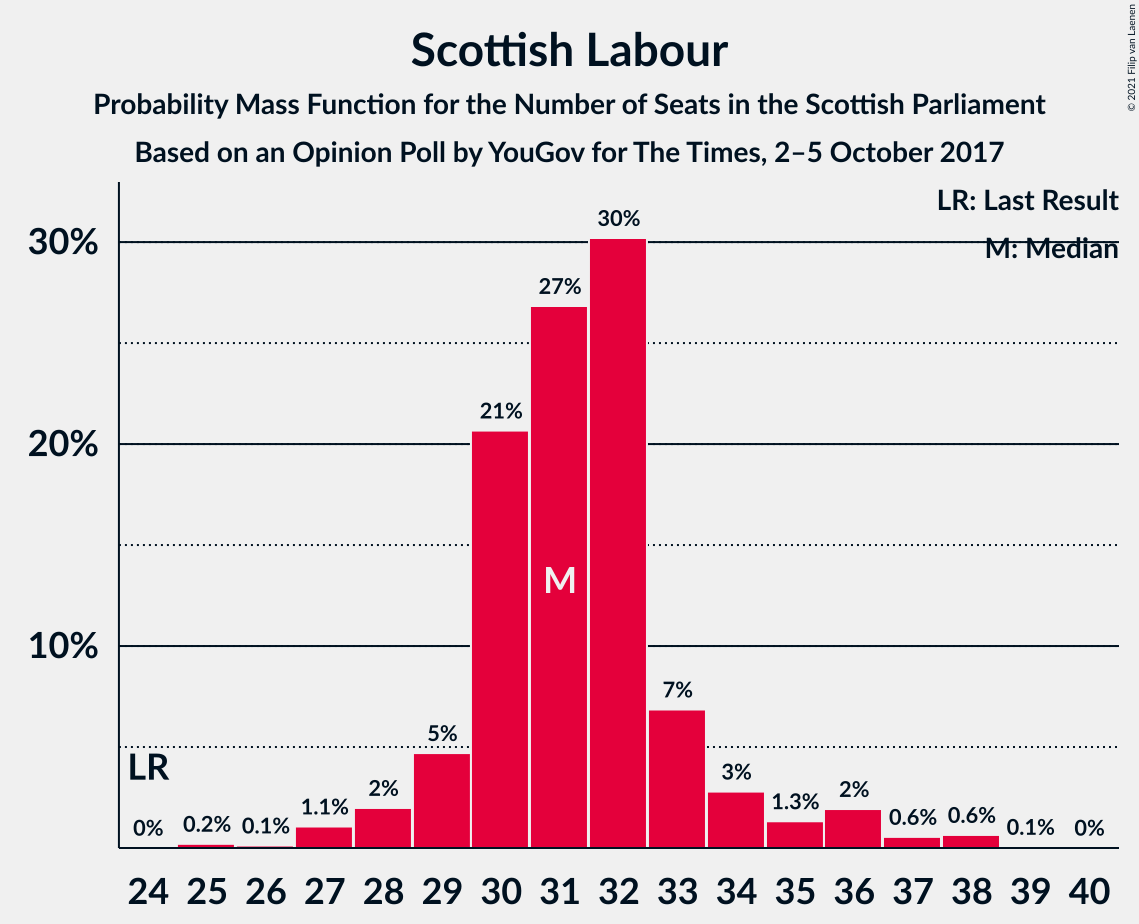 Scottish Labour
Probability Mass Function for the Number of Seats in the Scottish Parliament
Based on an Opinion Poll by YouGov for The Times, 2–5 October 2017
© 2021 Filip van Laenen
LR: Last Result
M: Median
30%
20%
10%
LR
0%
0.2%
0.1%
1.1%
2%
5%
21%
27%
30%
7%
3%
1.3%
2%
0.6%
0.6%
0.1%
0%
M
24 25 26 27 28 29 30 31 32 33 34 35 36 37 38 39 40